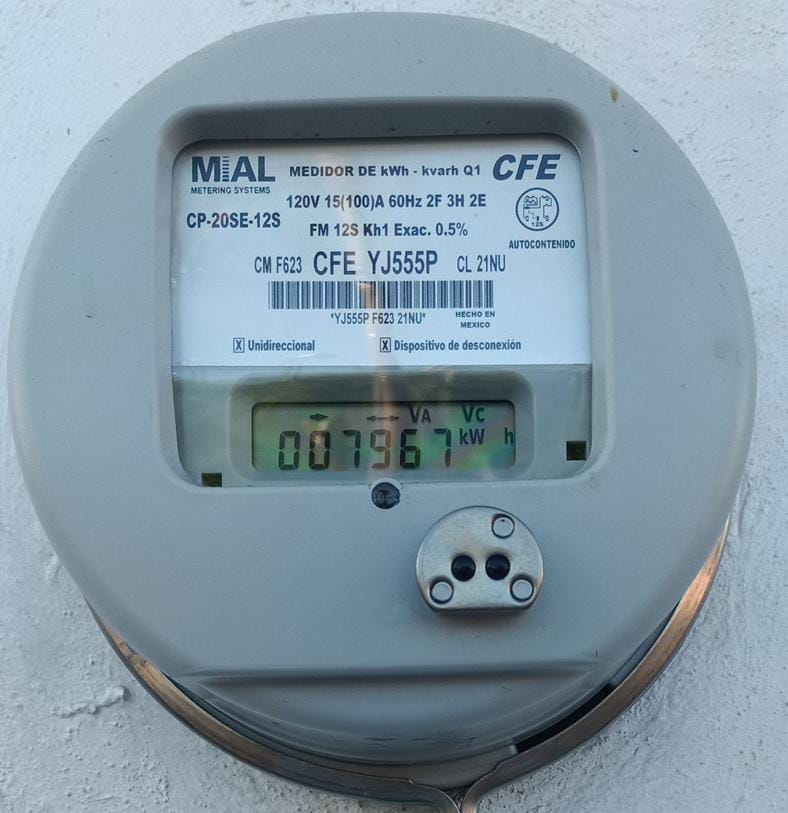 MIAL
METERING SYSTEMS
MEDIDOR DE kWh - kvarh Q1
CFE
120V 15(100)A 60Hz 2F 3H 2E
CP-20SE-12S
FM 12S Kh1 Exac. 0.5%
12S
AUTOCONTENIDO
CM F623 CFE YJ555P CL 21NU
*YJ555P F623 21NU*
HECHO EN
MEXICO
X Unidireccional X Dispositivo de desconexión
VA VC
007967 kW h